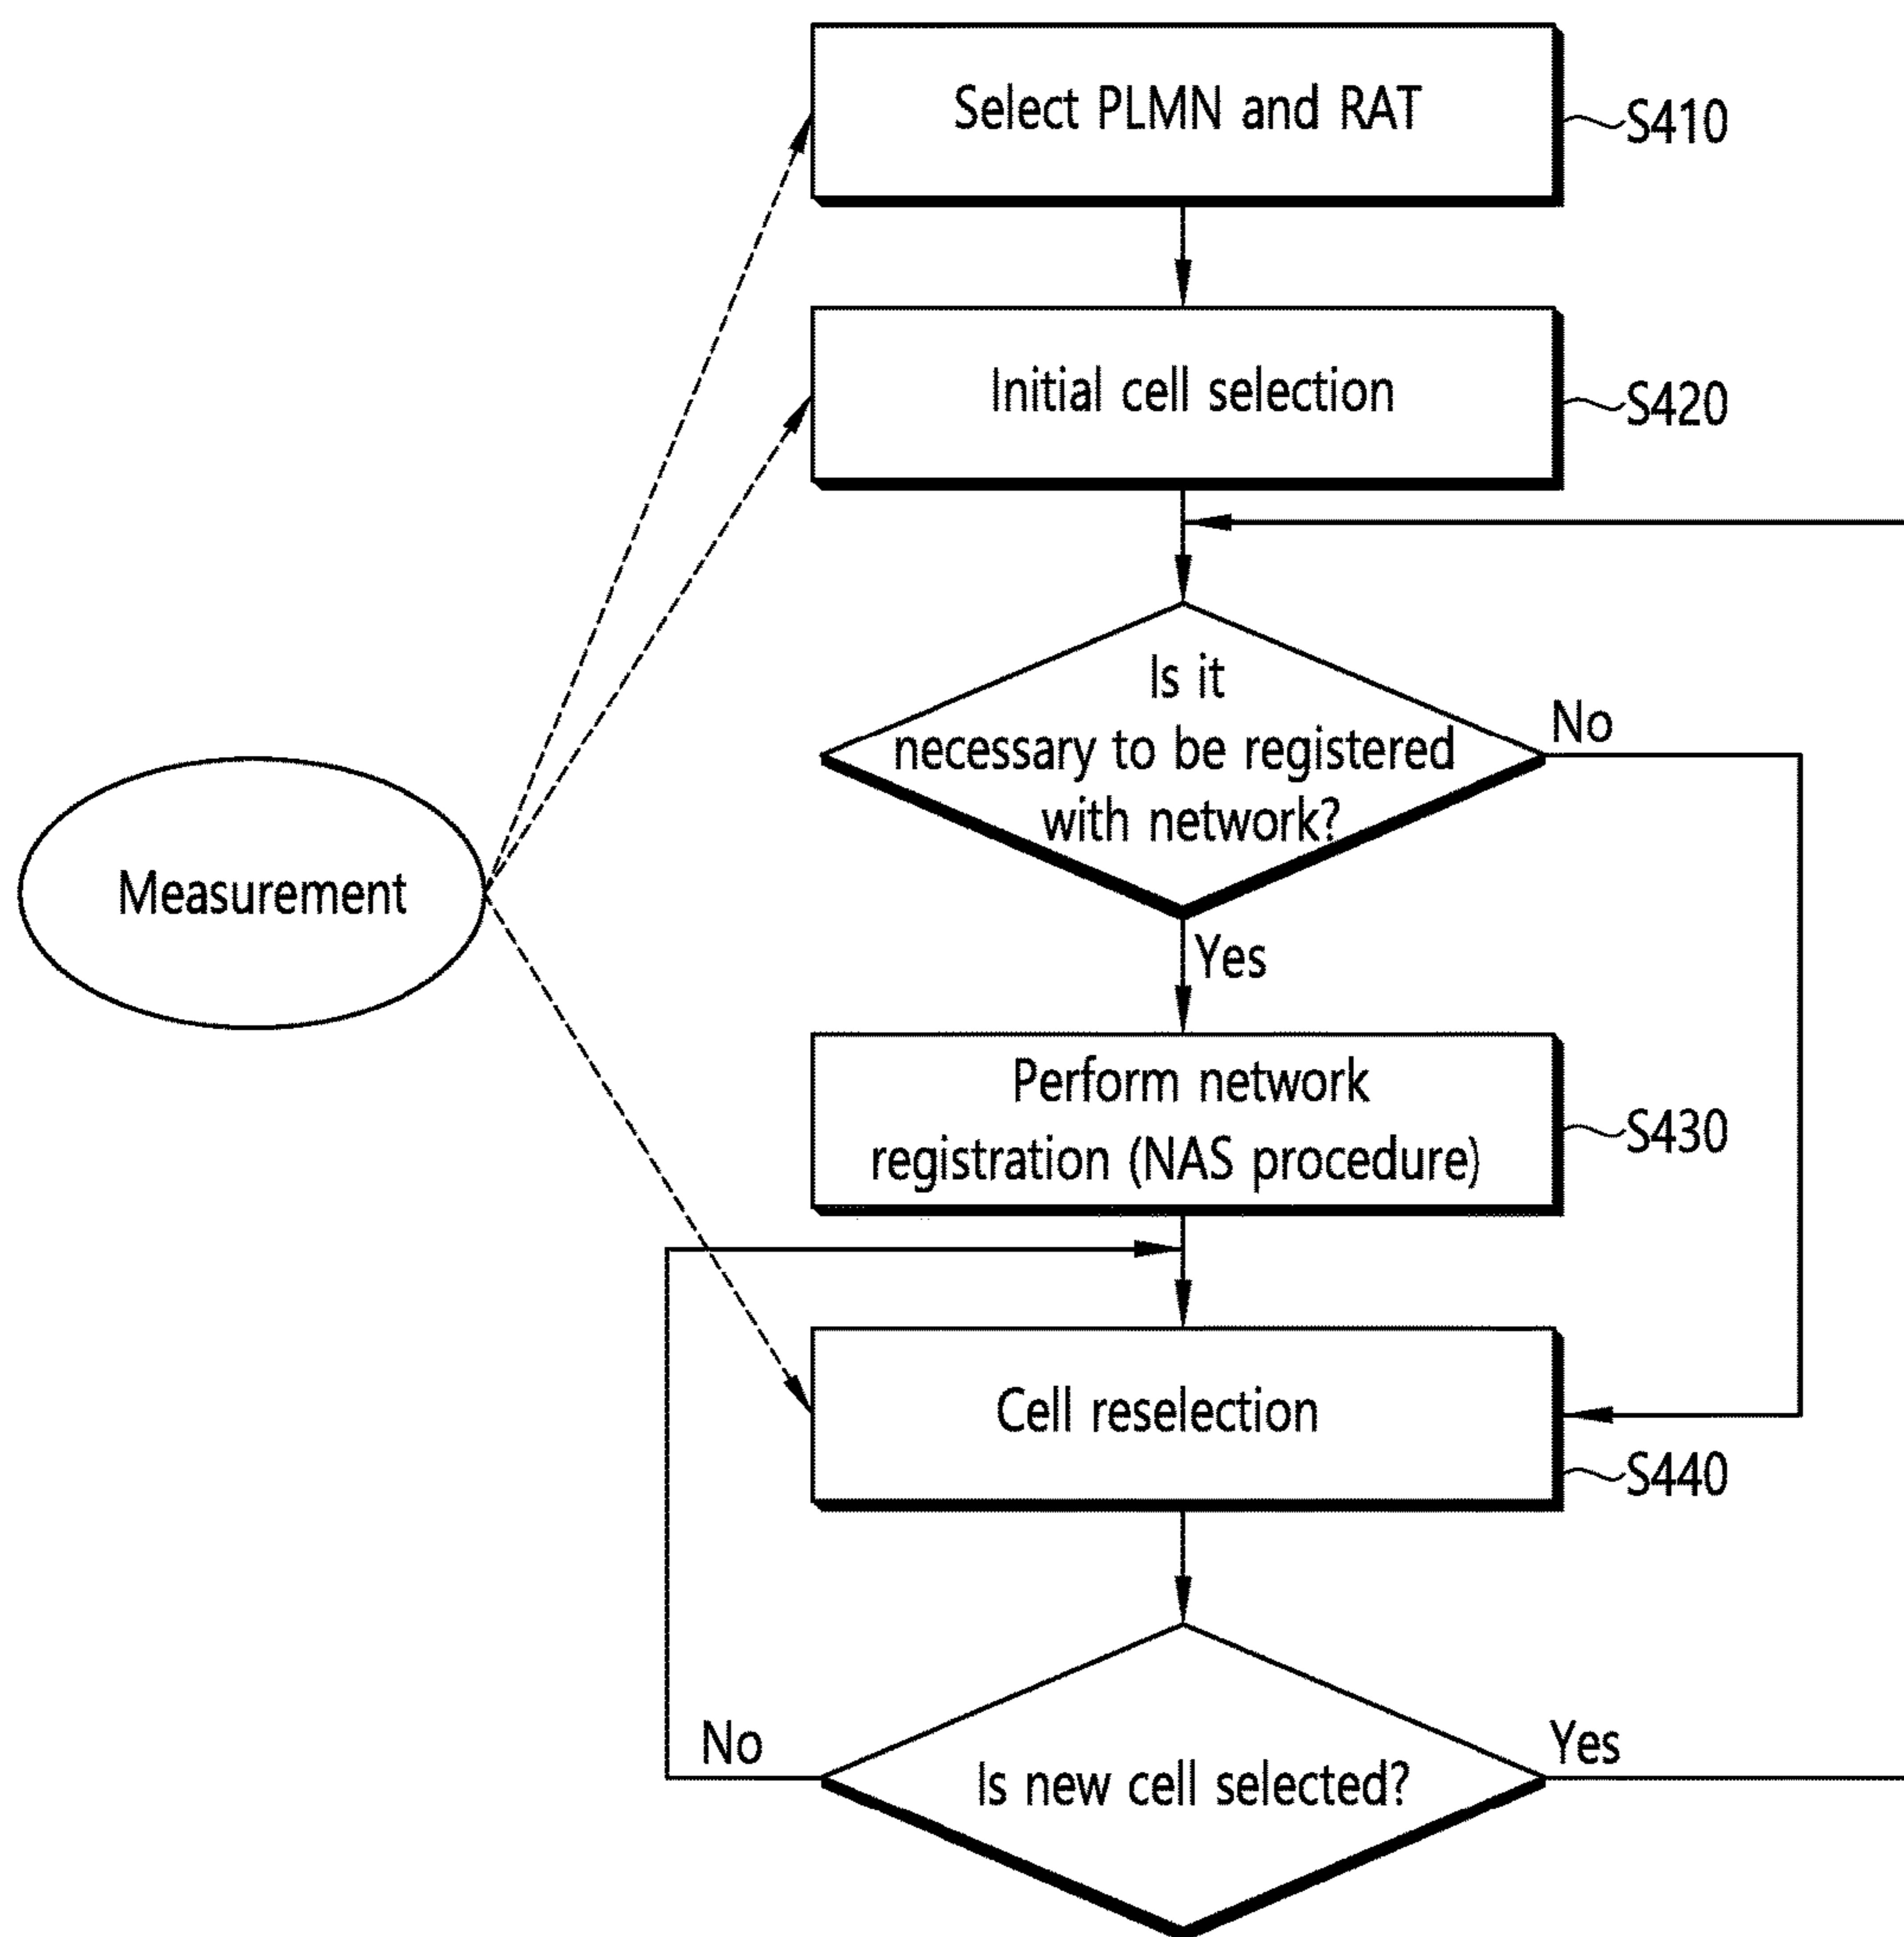 Select PLMN and RAT
S410
Initial cell selection
S420
Is it
necessary to be registered
with network?
No
Measurement
Yes
Perform network
registration (NAS procedure)
S430
Cell reselection
S440
No
Yes
Is new cell selected?